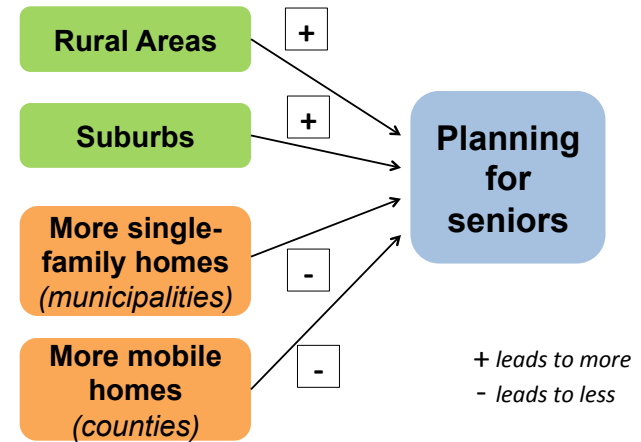 Rural Areas
+
Suburbs
+
Planning
for
seniors
More single-
family homes
(municipalities)
-
More mobile
homes
(counties)
-
+ leads to more
- leads to less